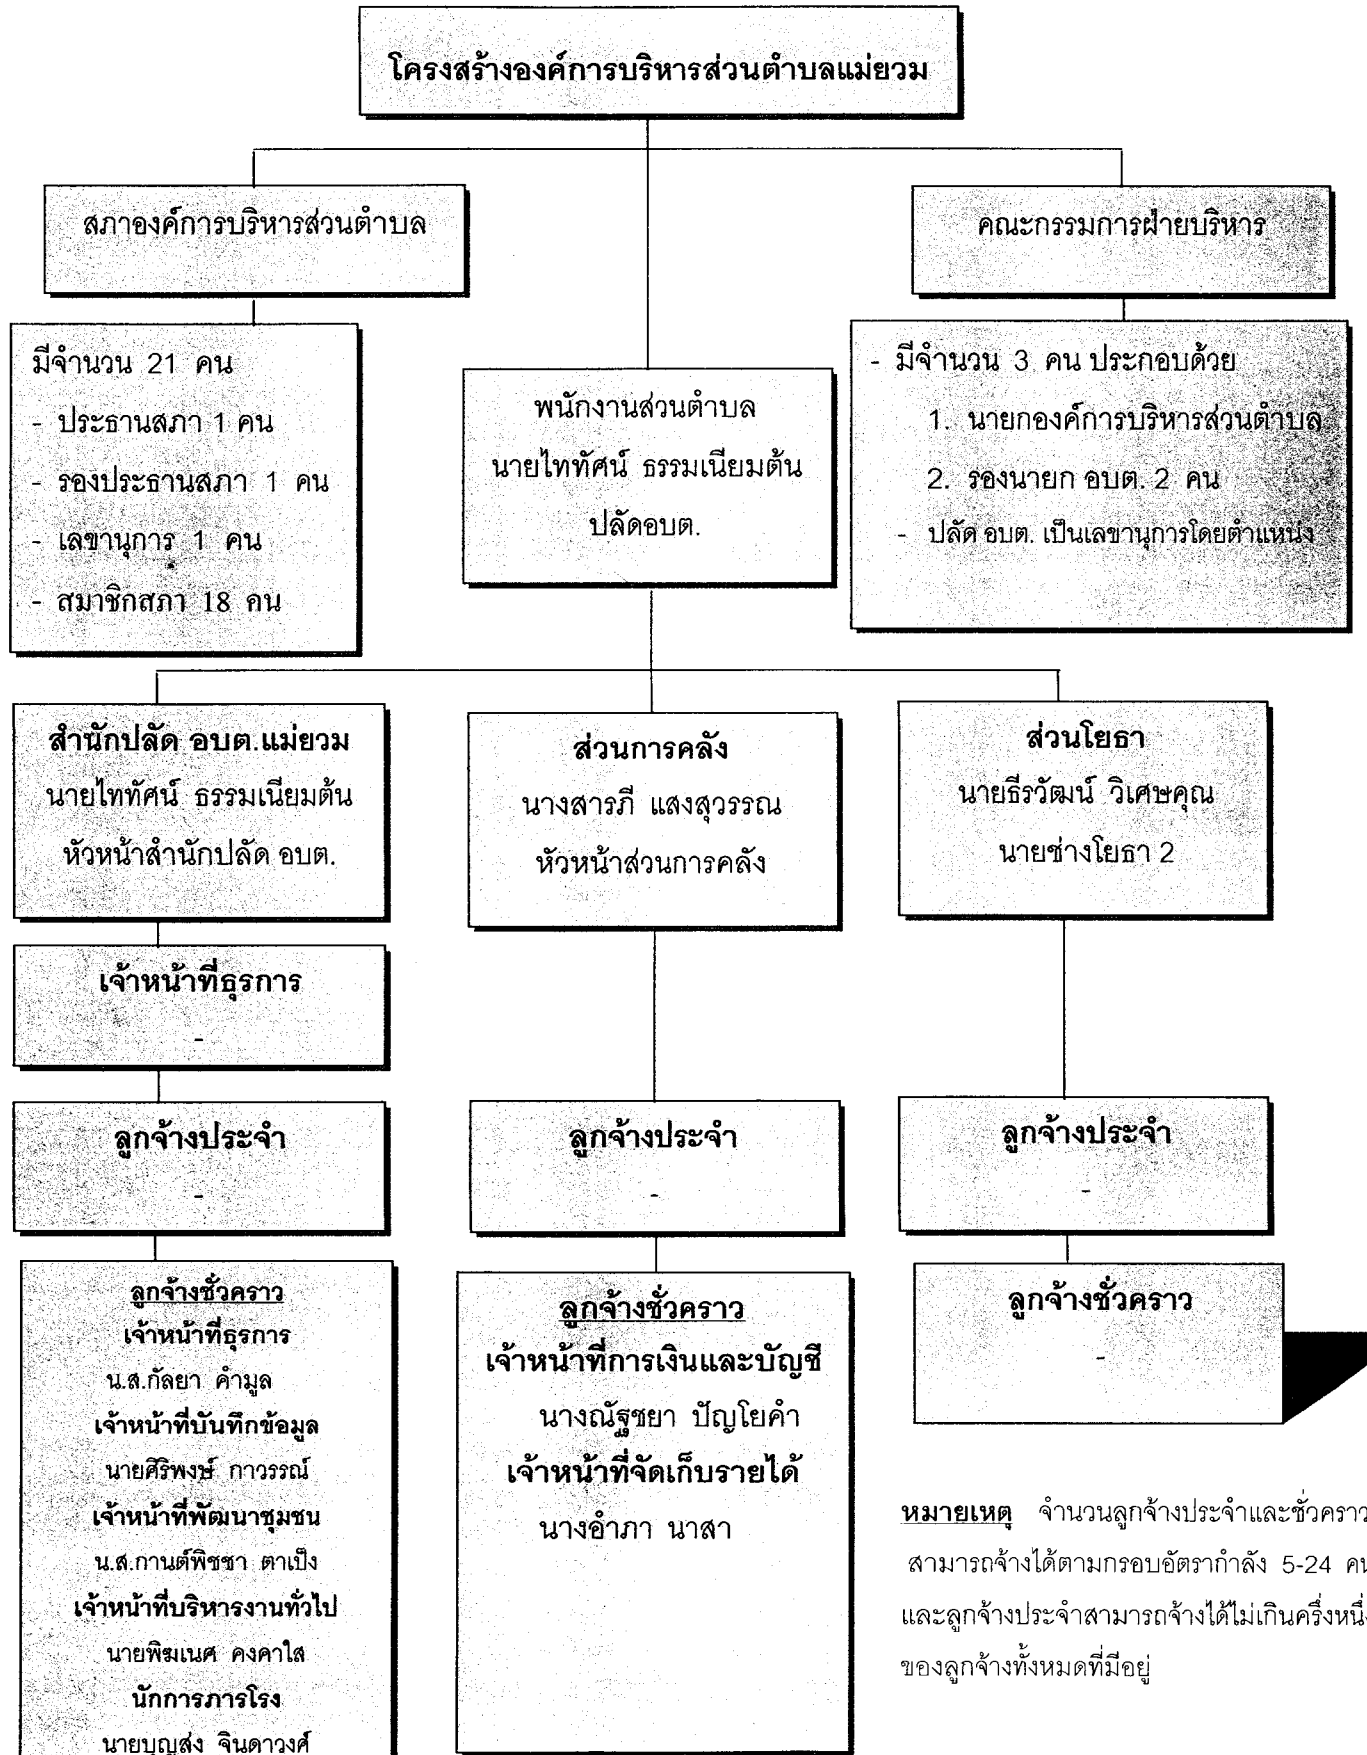 โครงสร้างองค์การบริหารส่วนตำบลแม่ยวม
สภาองค์การบริหารส่วนตำบล
มีจำนวน 21 คน
- ประธานสภา 1 คน
- รองประธานสภา 1 คน
- เลขานุการ 1 คน
- สมาชิกสภา 18 คน
พนักงานส่วนตำบล
นายไททัศน์ ธรรมเนียมต้น
ปลัดอบต.
คณะกรรมการฝ่ายบริหาร
- มีจำนวน 3 คน ประกอบด้วย
1. นายกองค์การบริหารส่วนตำบล
2. รองนายก อบต. 2 คน
- ปลัด อบต. เป็นเลขานุการโดยตำแหน่ง
สำนักปลัด อบต.แม่ยวม
นายไททัศน์ ธรรมเนียมต้น
หัวหน้าสำนักปลัด อบต.
เจ้าหน้าที่ธุรการ
-
ลูกจ้างประจำ
-
ลูกจ้างชั่วคราว
เจ้าหน้าที่ธุรการ
น.ส.กัลยา คำมูล
เจ้าหน้าที่บันทึกข้อมูล
นายศิริพงษ์ กาวรรณ์
เจ้าหน้าที่พัฒนาชุมชน
น.ส.กานต์พิชชา ตาเป็ง
เจ้าหน้าที่บริหารงานทั่วไป
นายพิฆเนศ คงคาใส
นักการภารโรง
นายบุญส่ง จินดาวงศ์
ส่วนการคลัง
นางสารภี แสงสุวรรณ
หัวหน้าส่วนการคลัง
ลูกจ้างประจำ
-
ลูกจ้างชั่วคราว
เจ้าหน้าที่การเงินและบัญชี
นางณัฐชยา ปัญโยคำ
เจ้าหน้าที่จัดเก็บรายได้
นางอำภา นาสา
ส่วนโยธา
นายธีรวัฒน์ วิเศษคุณ
นายช่างโยธา 2
ลูกจ้างประจำ
-
ลูกจ้างชั่วคราว
-
หมายเหตุ จำนวนลูกจ้างประจำและชั่วคราว
สามารถจ้างได้ตามกรอบอัตรากำลัง 5-24 คน
และลูกจ้างประจำสามารถจ้างได้ไม่เกินครึ่งหนึ่ง
ของลูกจ้างทั้งหมดที่มีอยู่